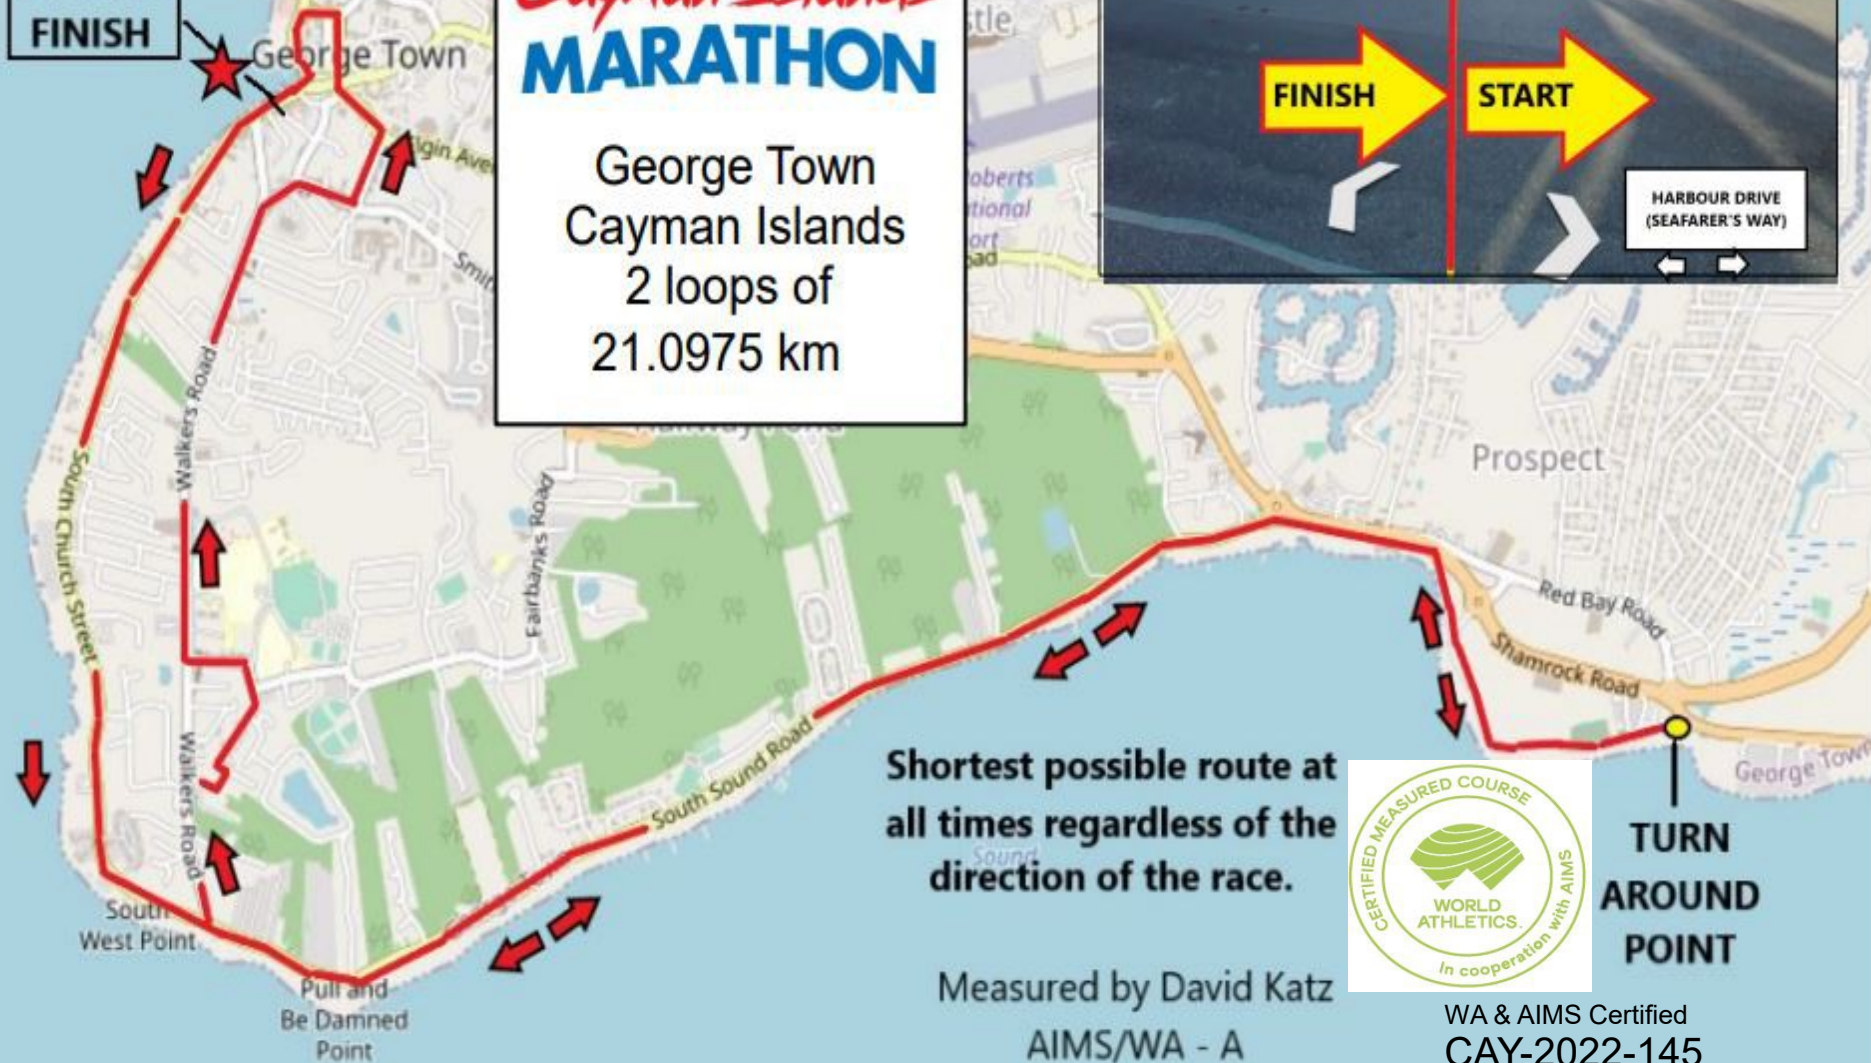 FINISH
George Town
MARATHON
George Town
Cayman Islands
2 loops of
21.0975 km
FINISH
START
HARBOUR DRIVE
(SEAFARER'S WAY)
Walkers Road
South Church Street
Fairbanks Road
Prospect
Red Bay Road
Shamrock Road
Walkers Road
South Sound Road
South
West Point
Pull and
Be Damned
Point
Shortest possible route at
all times regardless of the
Sound
direction of the race.
Measured by David Katz
AIMS/WA - A
CERTIFIED MEASURED COURSE
WORLD
ATHLETICS
In cooperation with AIMS
TURN
AROUND
POINT
George Town
WA & AIMS Certified
CAY-2022-145